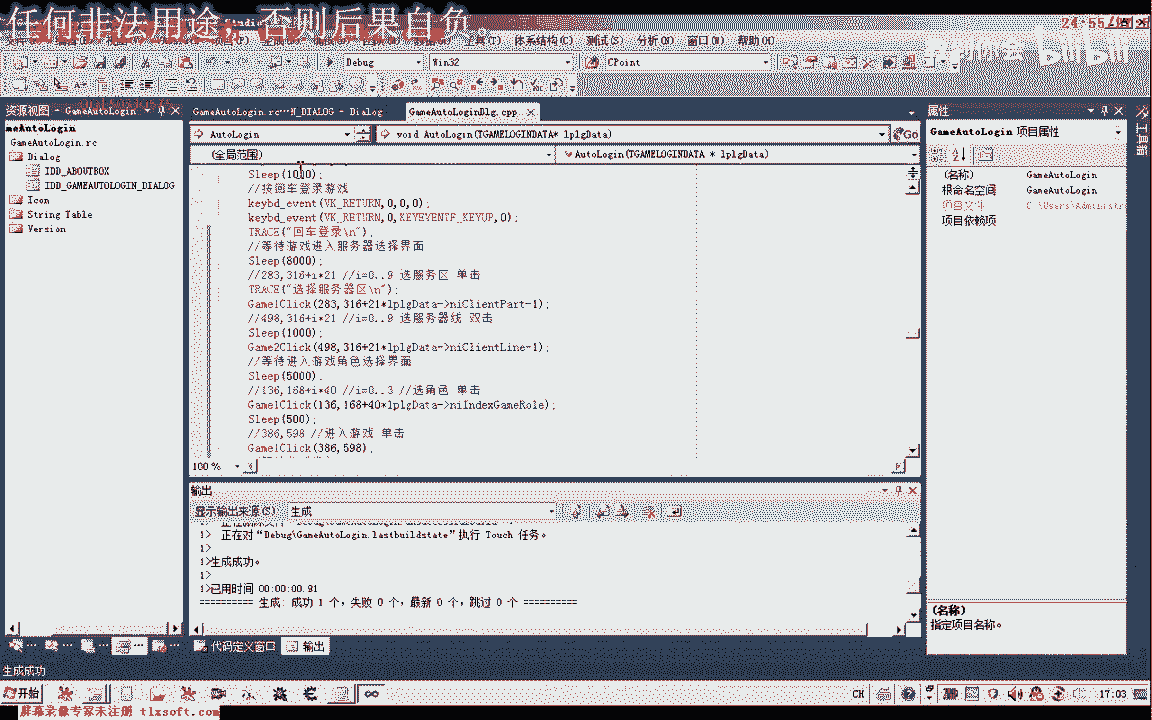 任何非法用途，否则后果自负。
24:55
体系结构(C) 测试(S) 分析(N) 窗口(W) 帮助(H)
Debug Win32 CPoint
资源视图 - GameAutoLogin
GameAutoLoginDlg.cpp
属性
meAutoLogin
GameAutoLogin.rc
Dialog
IDD_ABOUTBOX
IDD_GAMEAUTOLOGIN_DIALOG
Icon
String Table
Version
AutoLogin
void AutoLogin(TGAMELOGINDATA* lplgData)
Go
(全局范围)
AutoLogin(TGAMELOGINDATA * lplgData)
Sleep(1000);
//按回车登录游戏
keybd_event(VK_RETURN,0,0,0);
keybd_event(VK_RETURN,0,KEYEVENTF_KEYUP,0);
TRACE("回车登录\n");
//等待游戏进入服务器选择界面
Sleep(8000);
//283,316+i*21 //i=0..9 选服务区 单击
TRACE("选择服务器区\n");
Game1Click(283,316+21*lplgData->niClientPart-1);
//498,316+i*21 //i=0..9 选服务器线 双击
Sleep(1000);
Game2Click(498,316+21*lplgData->niClientLine-1);
//等待进入游戏角色选择界面
Sleep(5000);
//136,168+i*40 //i=0..3 //选角色 单击
Game1Click(136,168+40*lplgData->niIndexGameRole);
Sleep(500);
//386,598 //进入游戏 单击
Game1Click(386,598);
100 %
GameAutoLogin 项目属性
(名称) GameAutoLogin
根命名空间 GameAutoLogin
项目文件
项目依赖项
输出
显示输出来源(S): 生成
1> 正在对“Debug\GameAutoLogin.lastbuildstate”执行 Touch 任务。
1>
1>生成成功。
1>
1>已用时间 00:00:00.91
========== 生成: 成功 1 个，失败 0 个，最新 0 个，跳过 0 个 ==========
(名称)
指定项目名称。
代码定义窗口 输出
生成成功
开始
CH
17:03
屏幕录像专家未注册 tlxsoft.com
工具箱